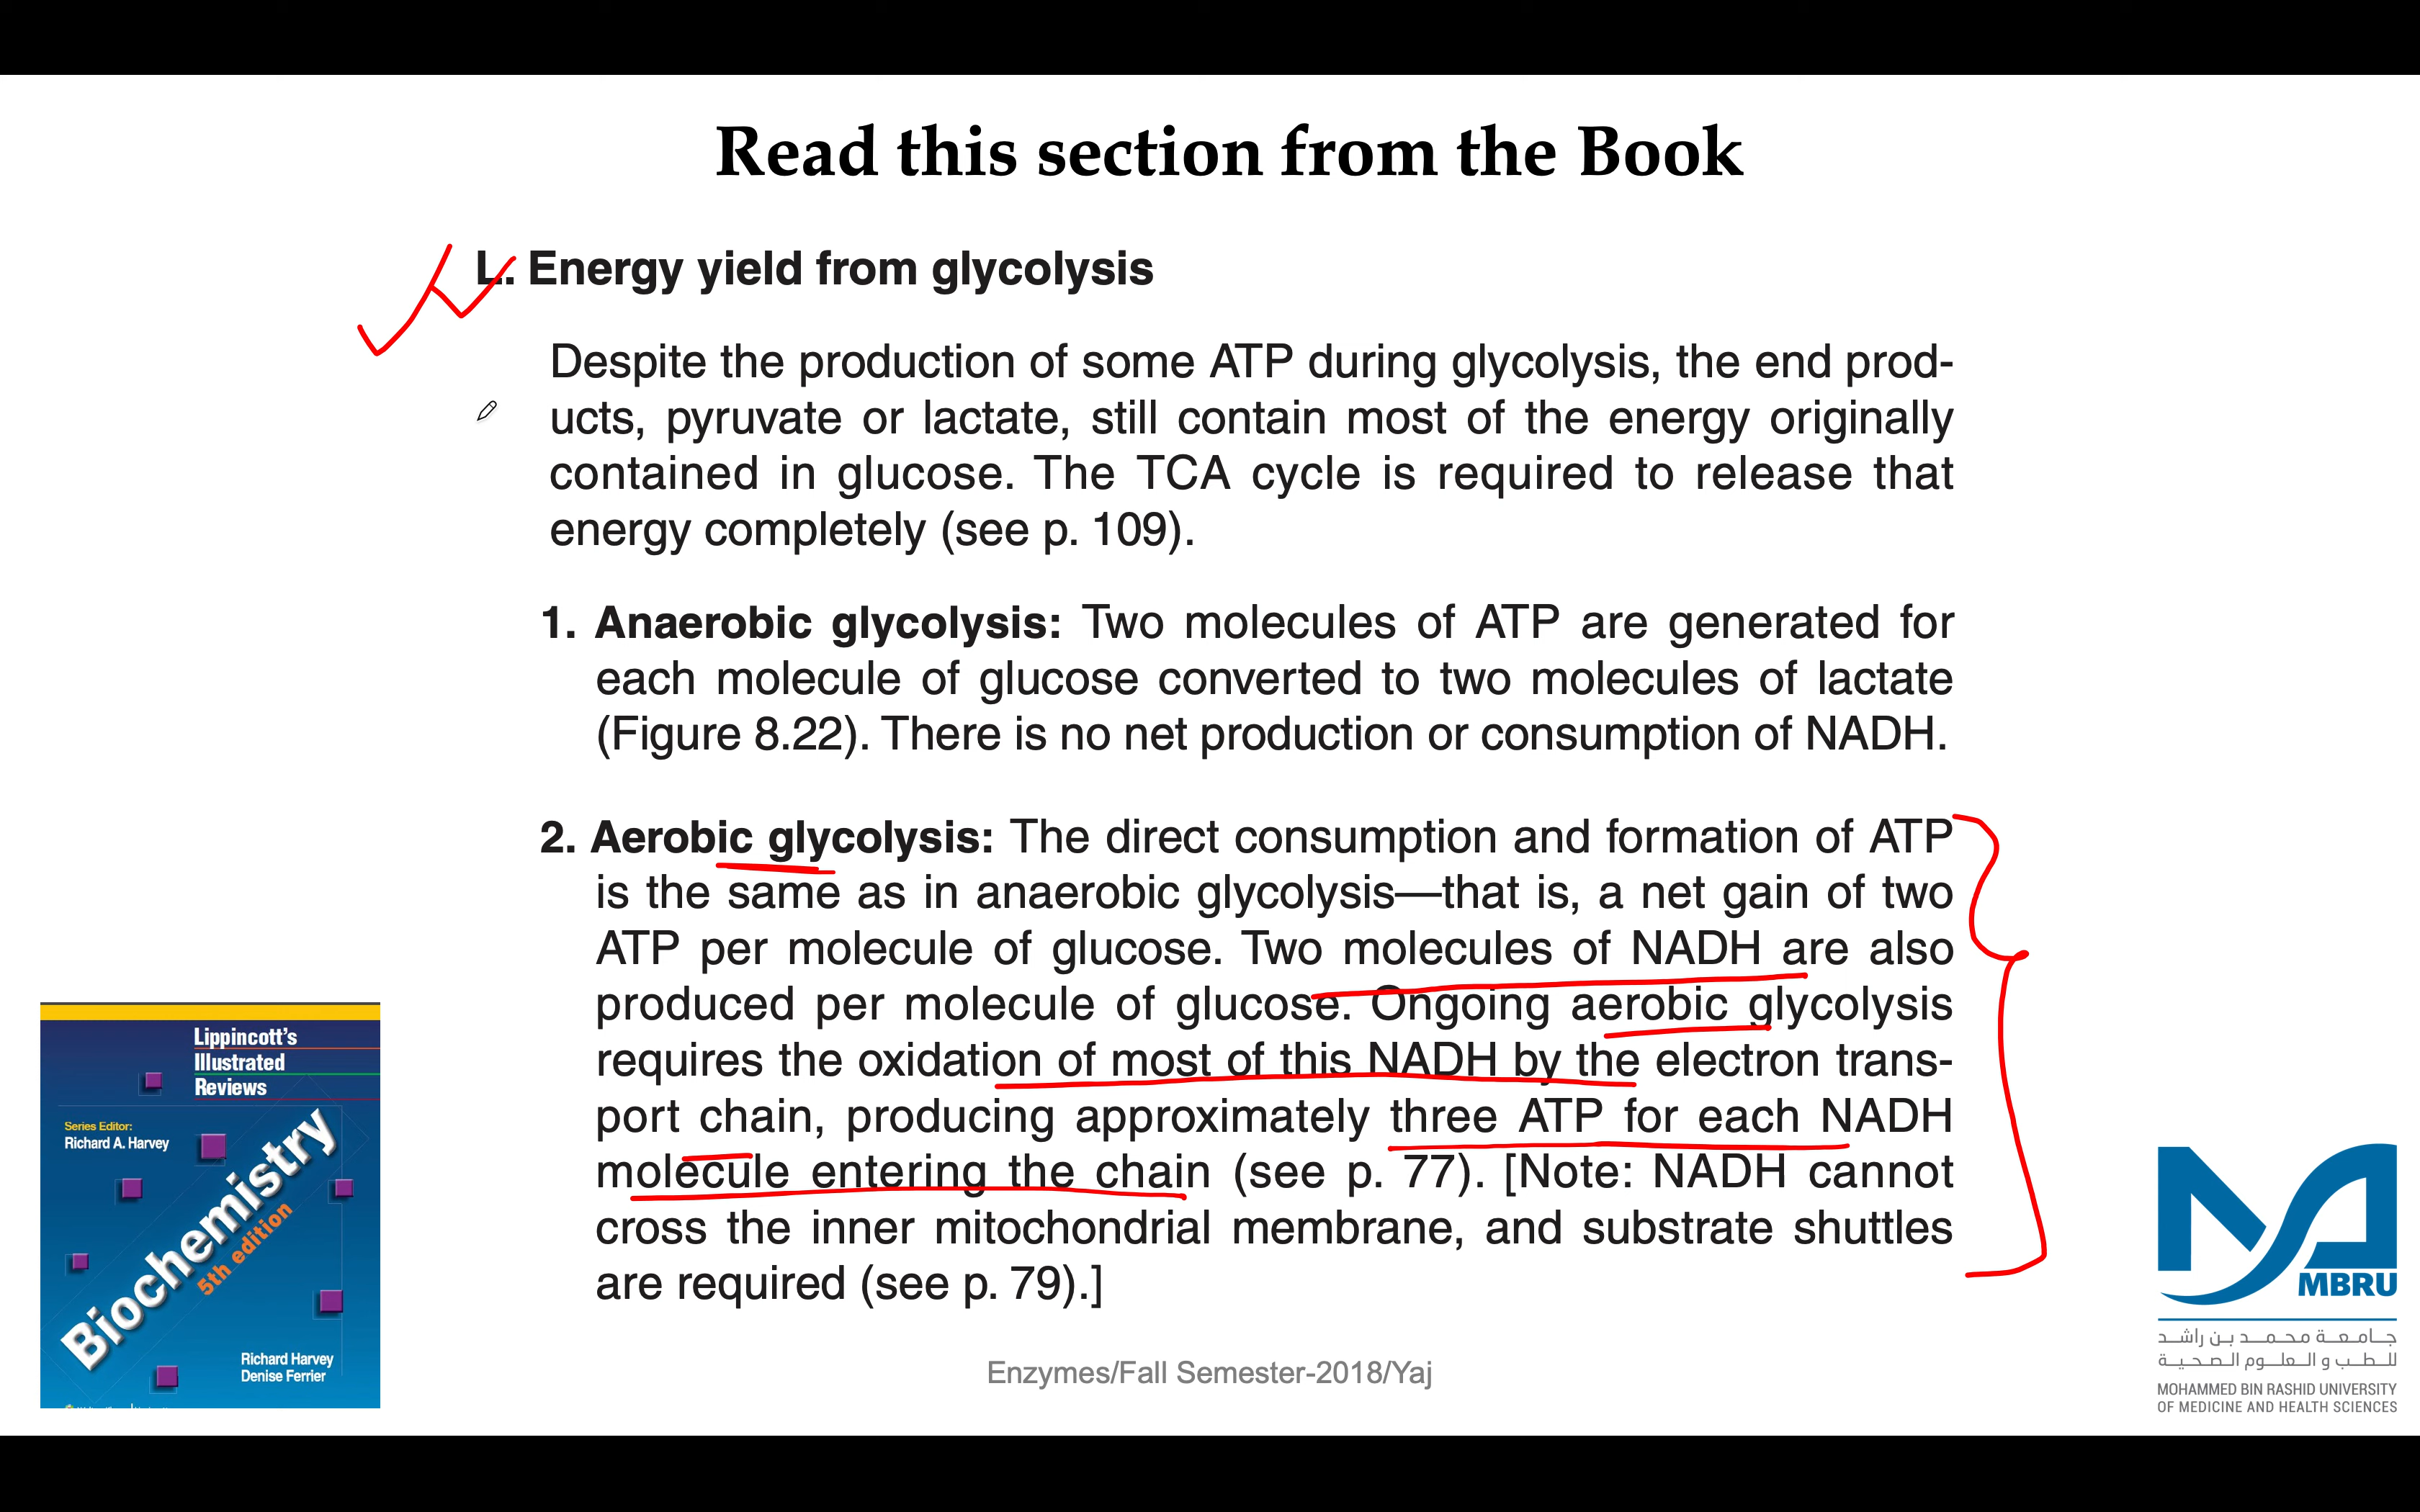 Read this section from the Book
L. Energy yield from glycolysis
Despite the production of some ATP during glycolysis, the end prod-
ucts, pyruvate or lactate, still contain most of the energy originally
contained in glucose. The TCA cycle is required to release that
energy completely (see p. 109).
1. Anaerobic glycolysis: Two molecules of ATP are generated for
each molecule of glucose converted to two molecules of lactate
(Figure 8.22). There is no net production or consumption of NADH.
2. Aerobic glycolysis: The direct consumption and formation of ATP
is the same as in anaerobic glycolysis—that is, a net gain of two
ATP per molecule of glucose. Two molecules of NADH are also
produced per molecule of glucose. Ongoing aerobic glycolysis
requires the oxidation of most of this NADH by the electron trans-
port chain, producing approximately three ATP for each NADH
molecule entering the chain (see p. 77). [Note: NADH cannot
cross the inner mitochondrial membrane, and substrate shuttles
are required (see p. 79).]
Lippincott's
Illustrated
Reviews
Series Editor:
Richard A. Harvey
Biochemistry
5th edition
Richard Harvey
Denise Ferrier
Enzymes/Fall Semester-2018/Yaj
MBRU
جامعة محمد بن راشد
للطب و العلوم الصحية
MOHAMMED BIN RASHID UNIVERSITY
OF MEDICINE AND HEALTH SCIENCES